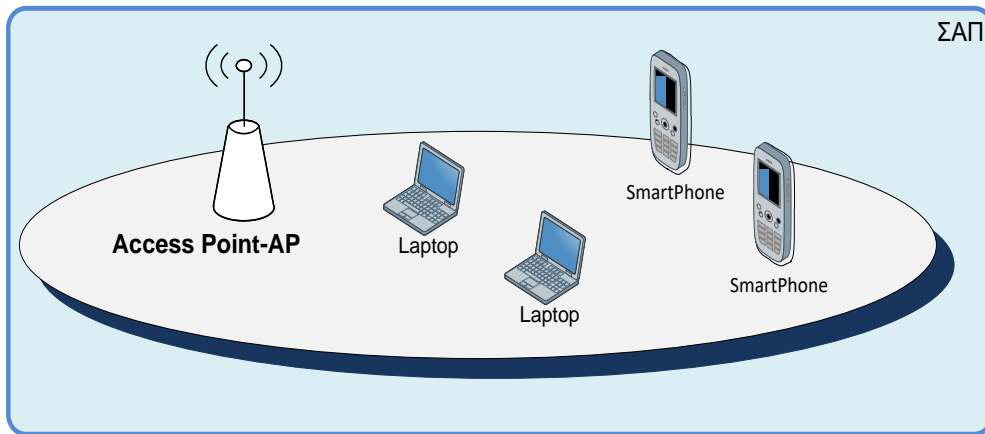 ΣΑΠ
SmartPhone
Access Point-AP
Laptop
SmartPhone
Laptop